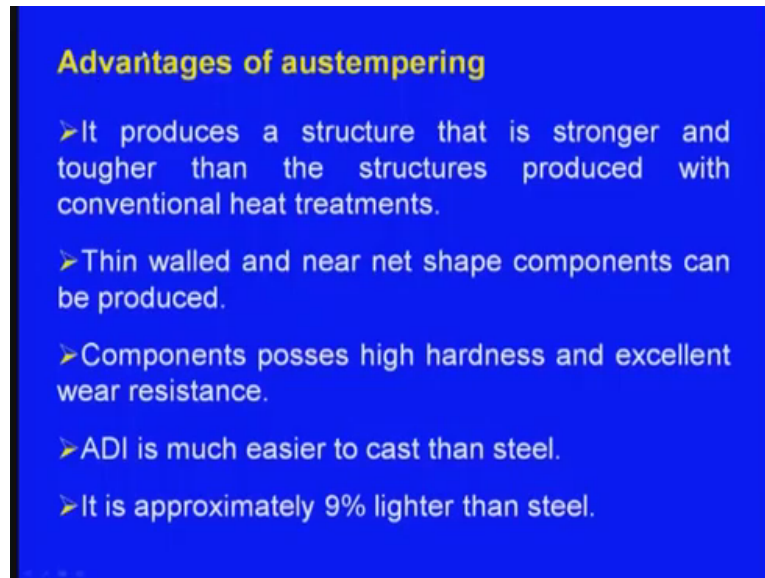 Advantages of austempering
➢It produces a structure that is stronger and
tougher than the structures produced with
conventional heat treatments.
➢Thin walled and near net shape components can
be produced.
➢Components posses high hardness and excellent
wear resistance.
➢ADI is much easier to cast than steel.
➢It is approximately 9% lighter than steel.